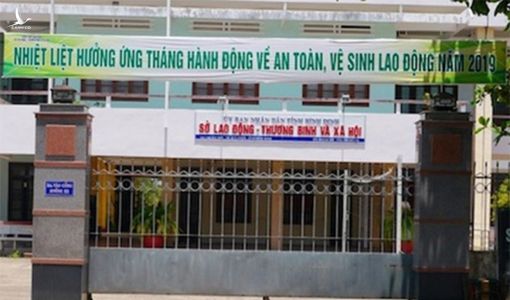 NHIỆT LIỆT HƯỞNG ỨNG THÁNG HÀNH ĐỘNG VỀ AN TOÀN, VỆ SINH LAO ĐỘNG NĂM 2019
ỦY BAN NHÂN DÂN TỈNH BÌNH ĐỊNH
SỞ LAO ĐỘNG - THƯƠNG BINH VÀ XÃ HỘI